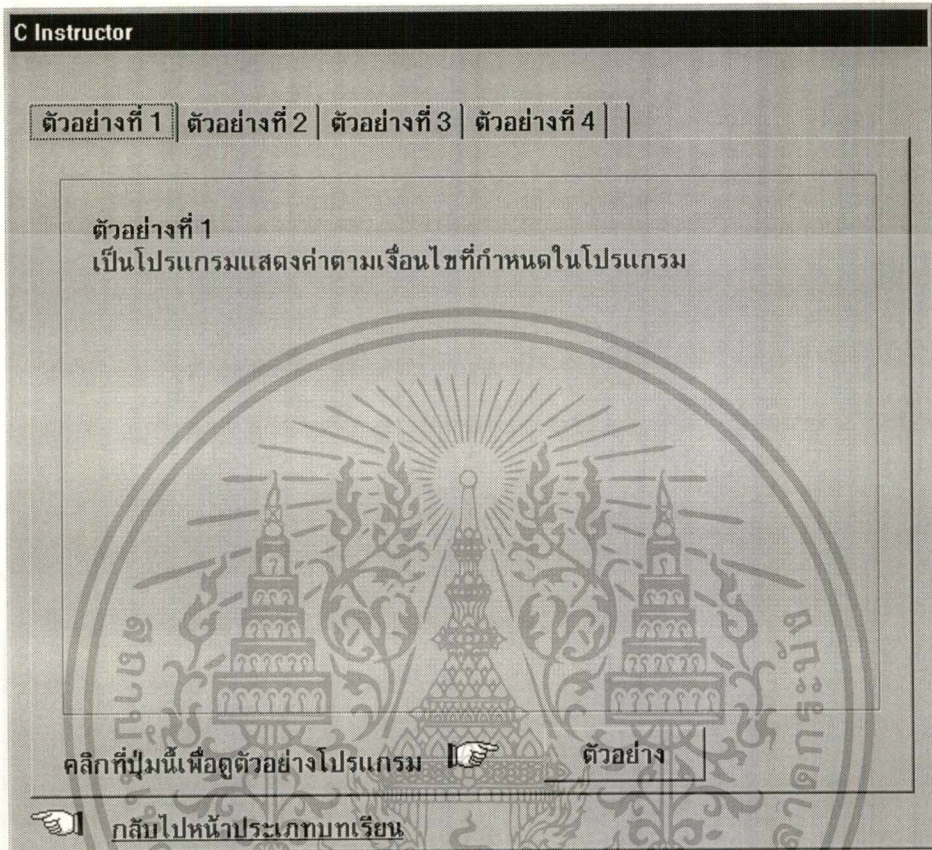 C Instructor
ตัวอย่างที่ 1 ตัวอย่างที่ 2 ตัวอย่างที่ 3 ตัวอย่างที่ 4
ตัวอย่างที่ 1
เป็นโปรแกรมแสดงค่าตามเงื่อนไขที่กำหนดในโปรแกรม
คลิกที่ปุ่มนี้เพื่อดูตัวอย่างโปรแกรม ตัวอย่าง
กลับไปหน้าประเภทบทเรียน